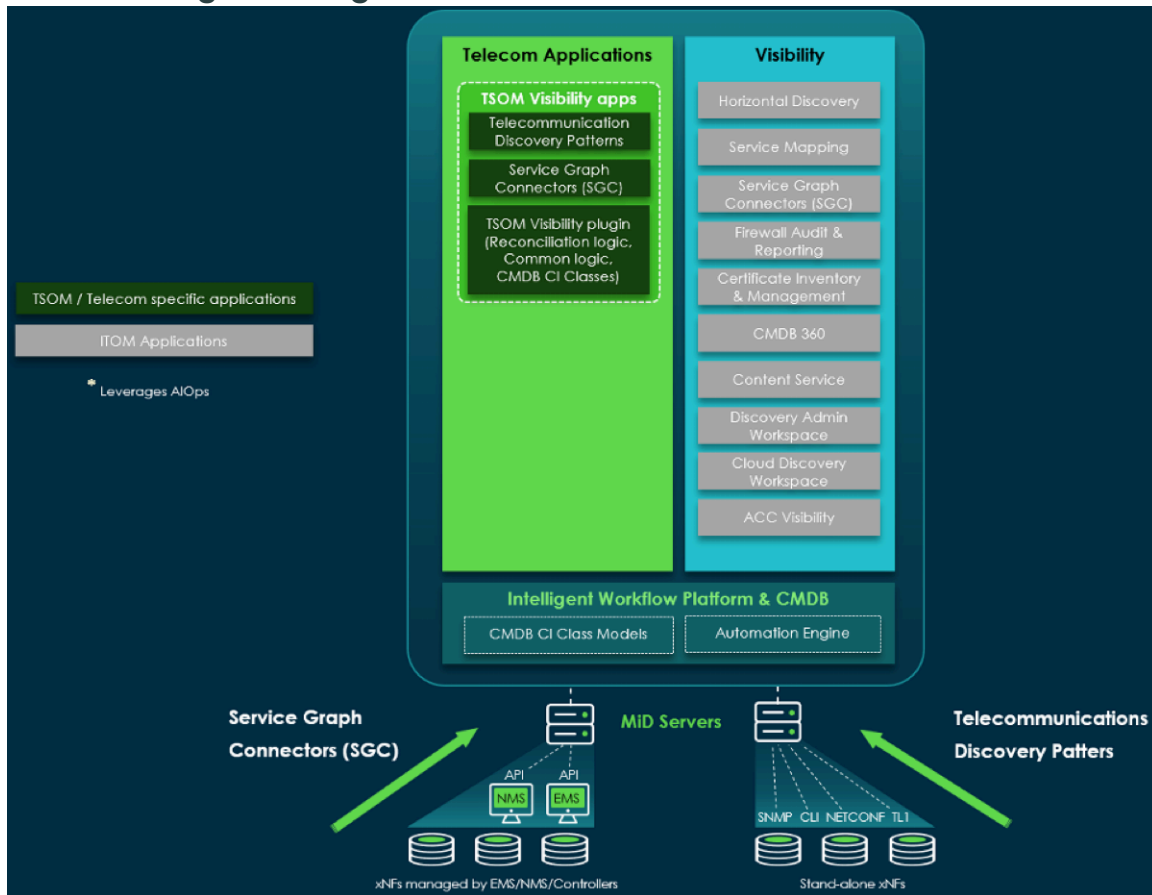 Telecom Applications
TSOM Visibility apps
Telecommunication
Discovery Patterns
Service Graph
Connectors (SGC)
TSOM Visibility plugin
(Reconciliation logic,
Common logic,
CMDB CI Classes)
Visibility
Horizontal Discovery
Service Mapping
Service Graph
Connectors (SGC)
Firewall Audit &
Reporting
Certificate Inventory
& Management
CMDB 360
Content Service
Discovery Admin
Workspace
Cloud Discovery
Workspace
ACC Visibility
TSOM / Telecom specific applications
ITOM Applications
* Leverages AIOps
Intelligent Workflow Platform & CMDB
CMDB CI Class Models
Automation Engine
Service Graph
Connectors (SGC)
MiD Servers
Telecommunications
Discovery Patters
API API
NMS EMS
SNMP CLI NETCONF TL1
xNFs managed by EMS/NMS/Controllers
Stand-alone xNFs